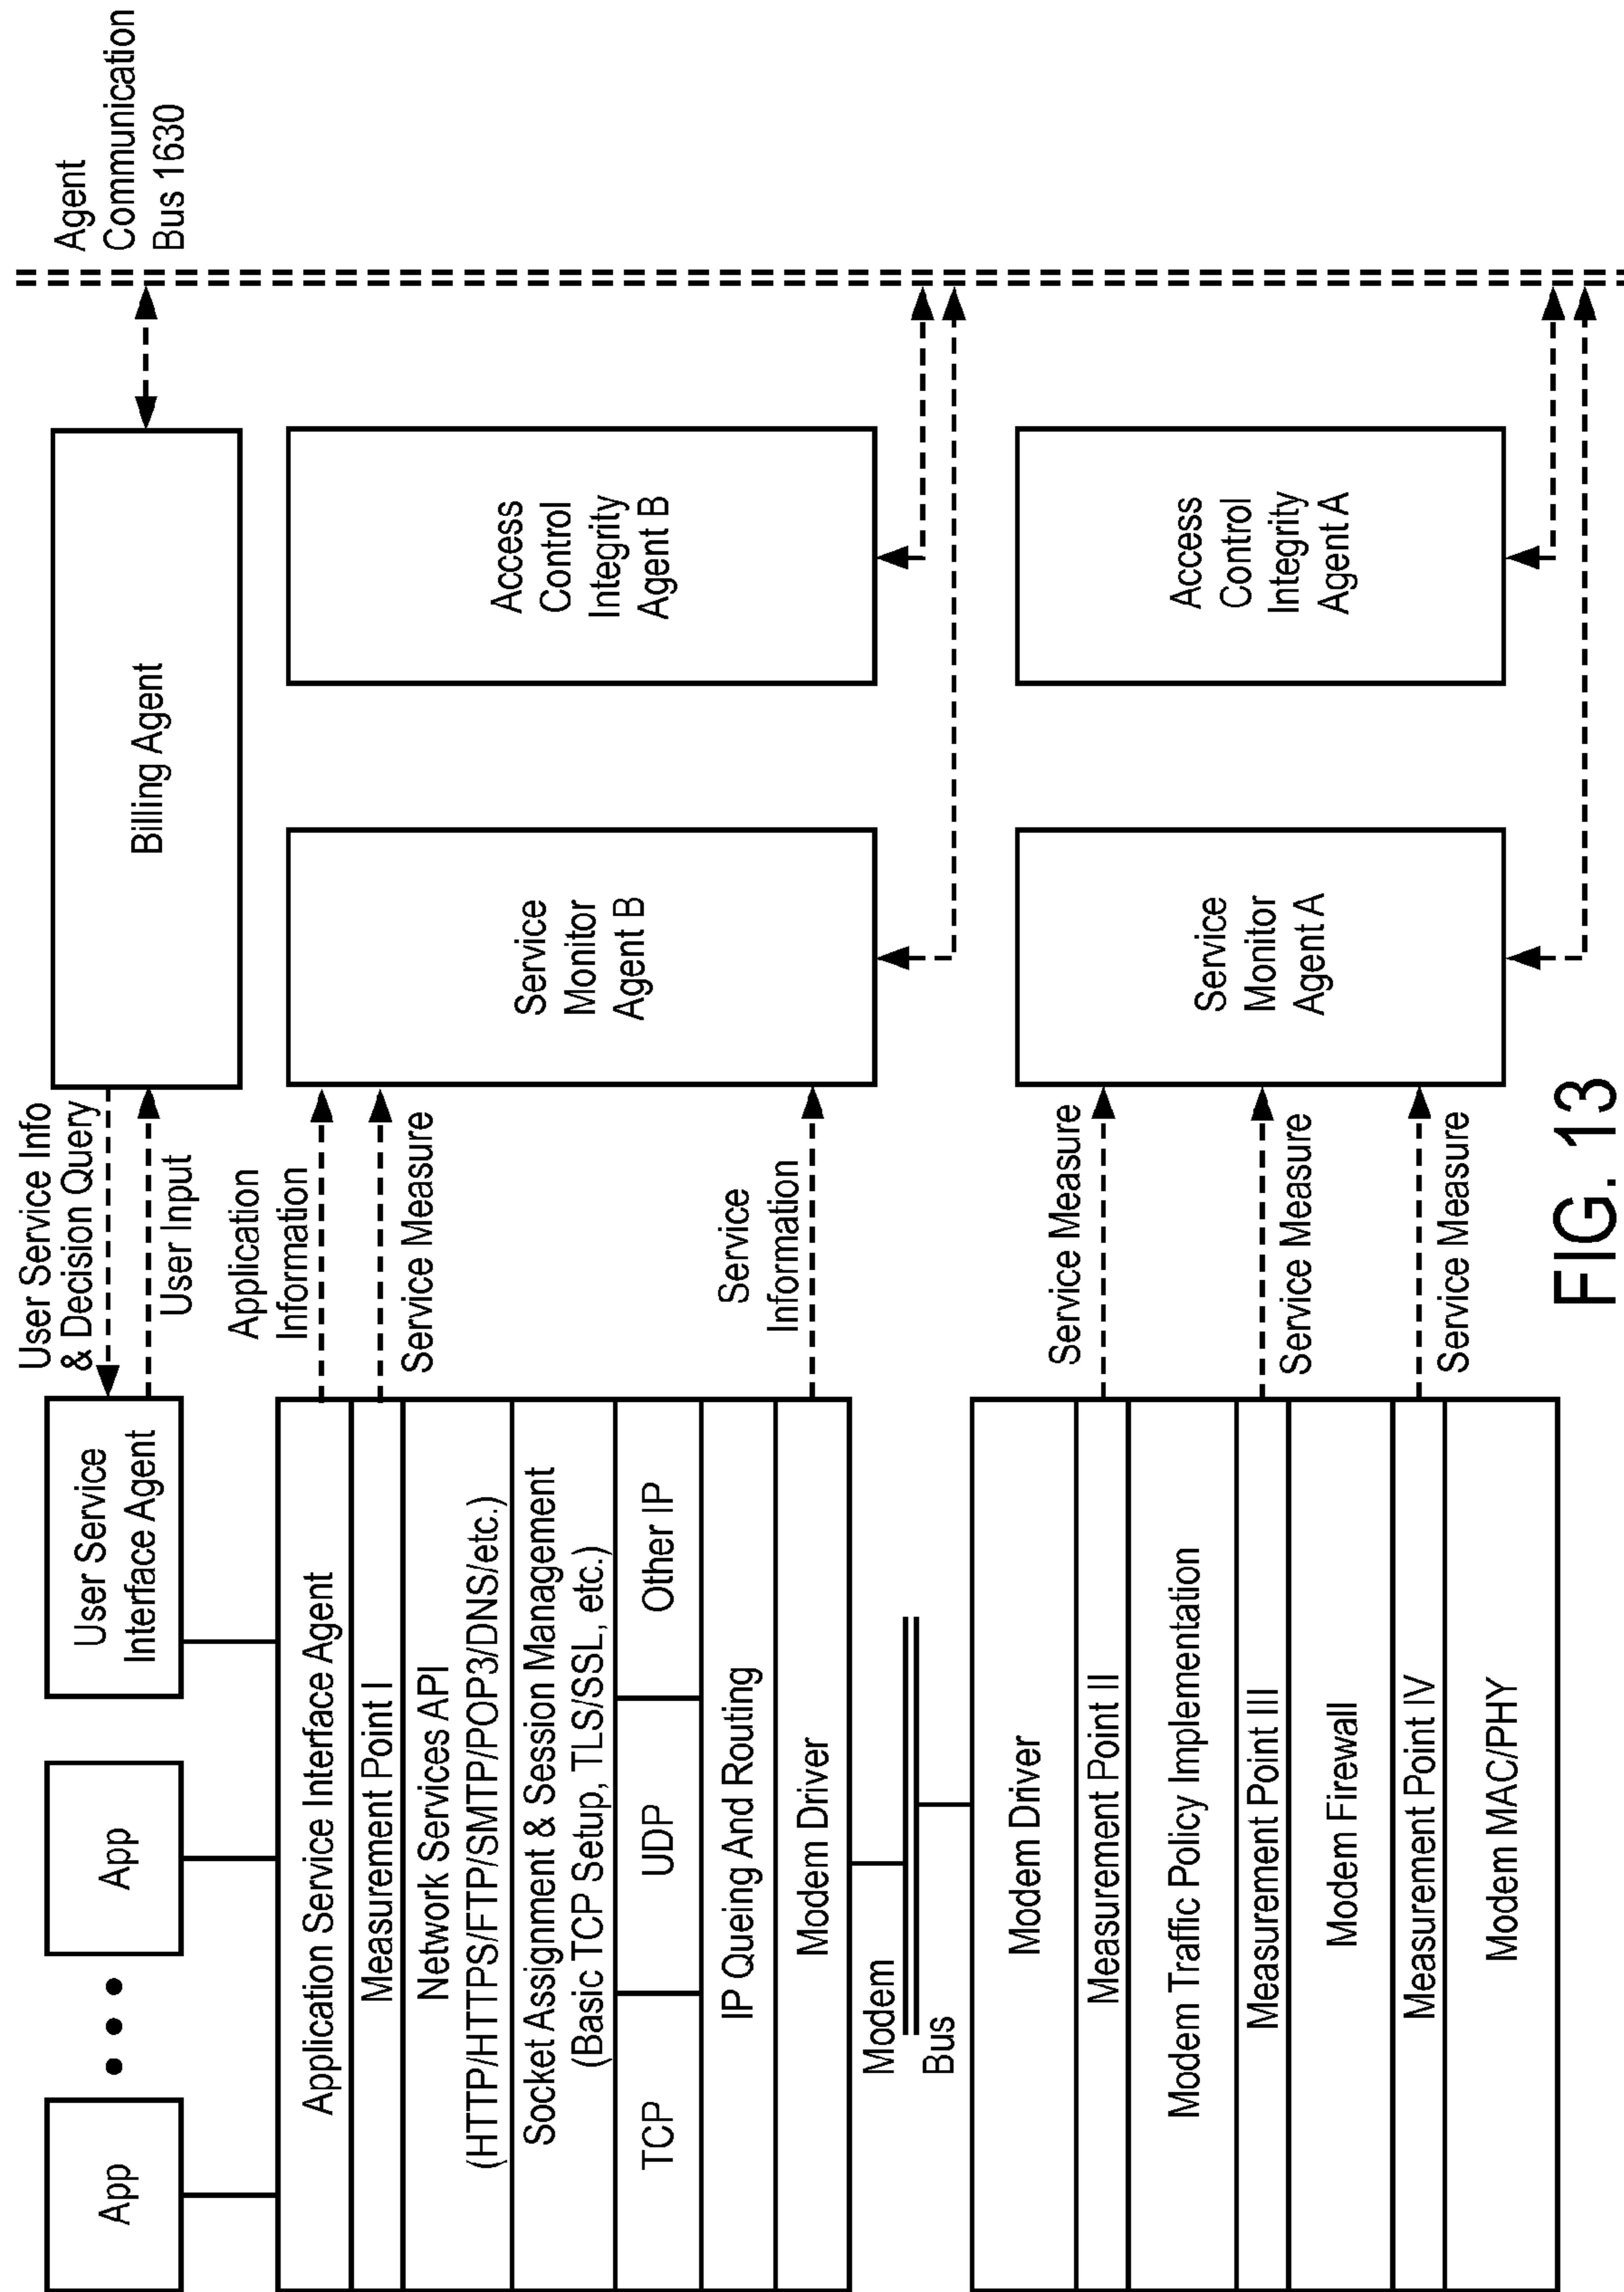 User Service Info
& Decision Query
User Input
Agent
Communication
Bus 1630
App
App
User Service
Interface Agent
Billing Agent
Application Service Interface Agent
Measurement Point I
Network Services API
(HTTP/HTTPS/FTP/SMTP/POP3/DNS/etc.)
Socket Assignment & Session Management
(Basic TCP Setup, TLS/SSL, etc.)
TCP
UDP
Other IP
IP Queing And Routing
Modem Driver
Application
Information
Service Measure
Service
Information
Service
Monitor
Agent B
Access
Control
Integrity
Agent B
Modem
Bus
Modem Driver
Measurement Point II
Modem Traffic Policy Implementation
Measurement Point III
Modem Firewall
Measurement Point IV
Modem MAC/PHY
Service Measure
Service Measure
Service Measure
Service
Monitor
Agent A
Access
Control
Integrity
Agent A
FIG. 13